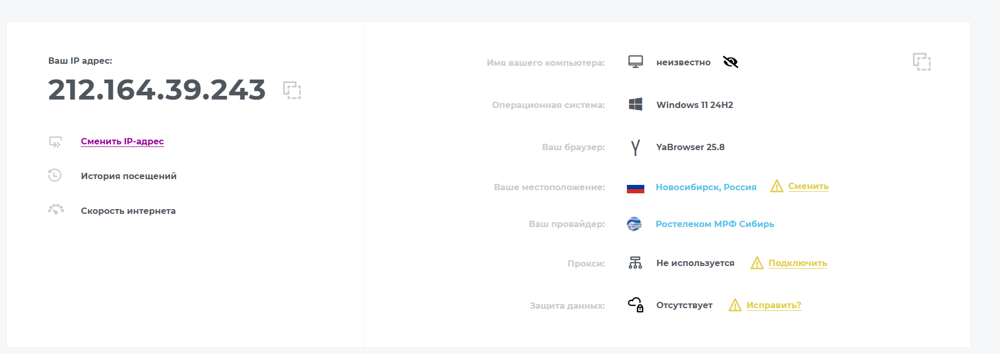 Ваш IP адрес:
212.164.39.243
Сменить IP-адрес
История посещений
Скорость интернета
Имя вашего компьютера: неизвестно
Операционная система: Windows 11 24H2
Ваш браузер: YaBrowser 25.8
Ваше местоположение: Новосибирск, Россия Сменить
Ваш провайдер: Ростелеком МРФ Сибирь
Прокси: Не используется Подключить
Защита данных: Отсутствует Исправить?